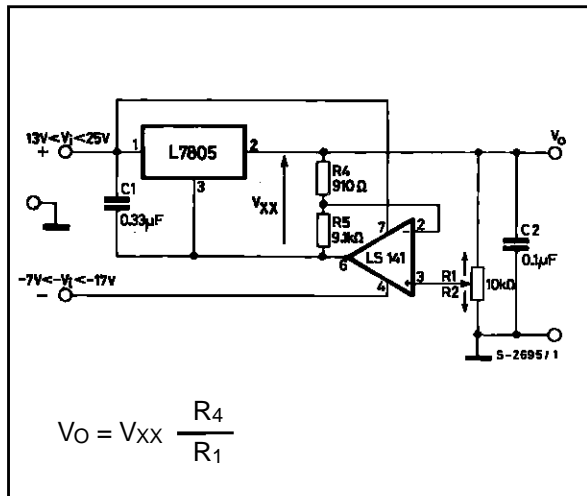 13V<Vi<25V
+
1
L7805
2
3
C1
0.33µF
VXX
R4
910Ω
R5
9.1kΩ
7
2
-
LS 141
6
3
+
4
R1
R2
10kΩ
C2
0.1µF
VO
-7V<-Vi<-17V
-
S-2695/1
VO = VXX R4
R1